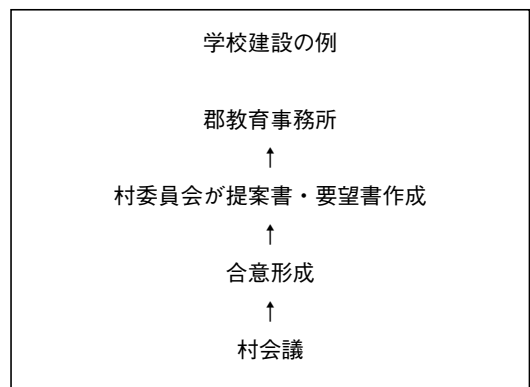 学校建設の例
郡教育事務所
↑
村委員会が提案書・要望書作成
↑
合意形成
↑
村会議